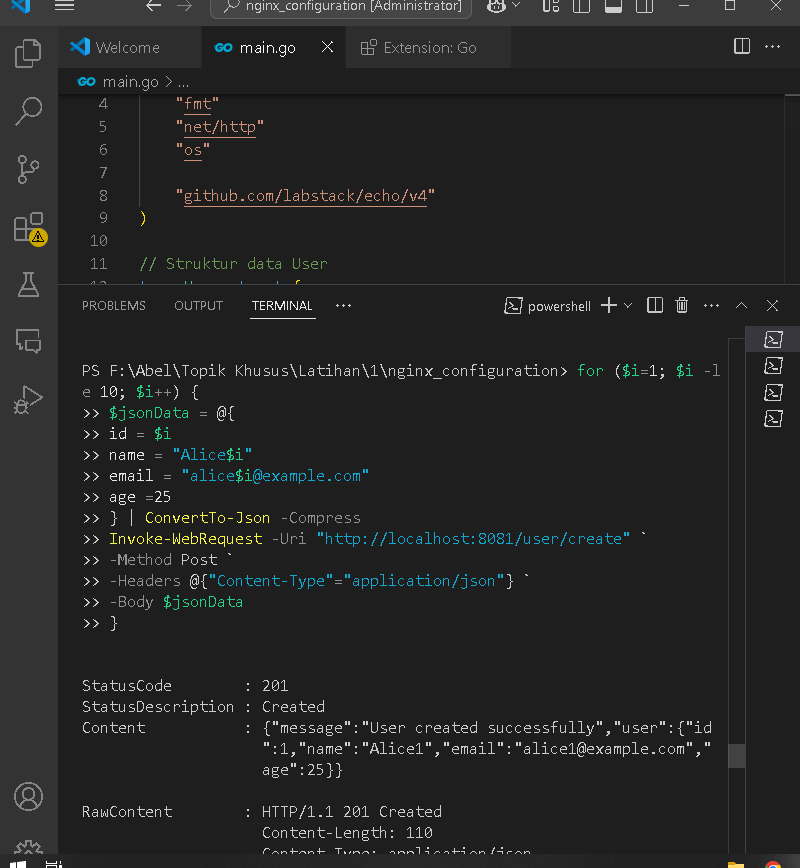 nginx_configuration [Administrator]
Welcome
main.go
Extension: Go
main.go > ...
4 "fmt"
5 "net/http"
6 "os"
7
8 "github.com/labstack/echo/v4"
9 )
10
11 // Struktur data User
PROBLEMS OUTPUT TERMINAL ...
powershell
PS F:\Abel\Topik Khusus\Latihan\1\nginx_configuration> for ($i=1; $i -l
e 10; $i++) {
>> $jsonData = @{
>> id = $i
>> name = "Alice$i"
>> email = "alice$i@example.com"
>> age =25
>> } | ConvertTo-Json -Compress
>> Invoke-WebRequest -Uri "http://localhost:8081/user/create" `
>> -Method Post `
>> -Headers @{"Content-Type"="application/json"} `
>> -Body $jsonData
>> }
StatusCode : 201
StatusDescription : Created
Content : {"message":"User created successfully","user":{"id
":1,"name":"Alice1","email":"alice1@example.com","
age":25}}
RawContent : HTTP/1.1 201 Created
Content-Length: 110
Content-Type: application/json